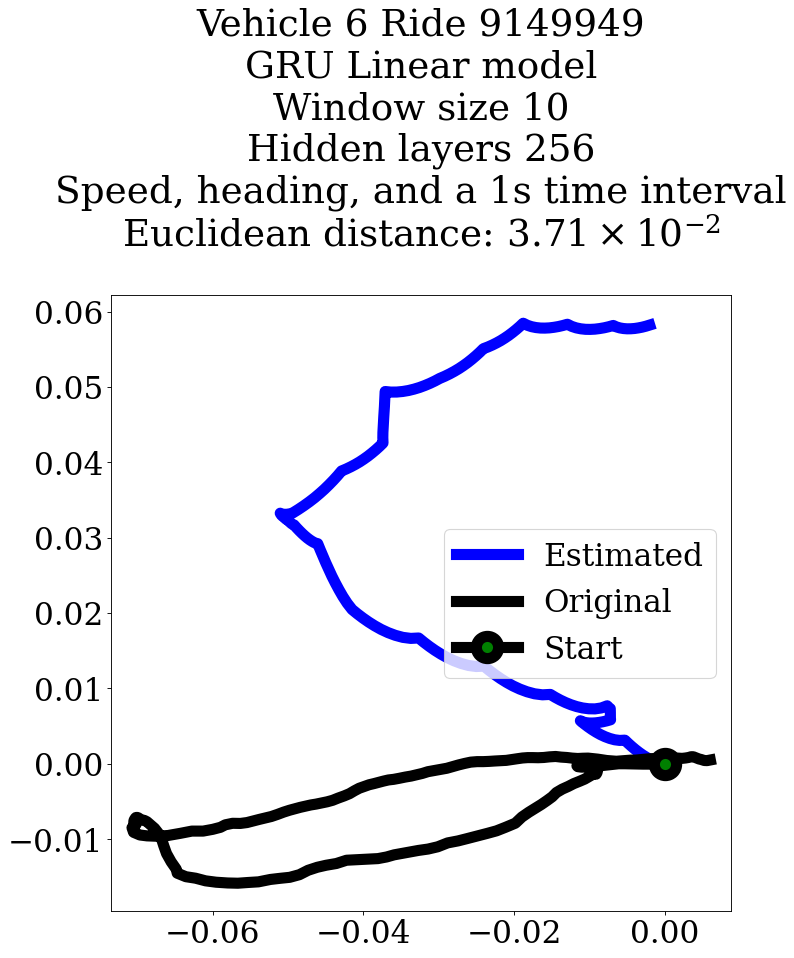 Vehicle 6 Ride 9149949
GRU Linear model
Window size 10
Hidden layers 256
Speed, heading, and a 1s time interval
Euclidean distance: 3.71 × 10⁻²
0.06
0.05
0.04
0.03
0.02
0.01
0.00
−0.01
Estimated
Original
Start
−0.06
−0.04
−0.02
0.00